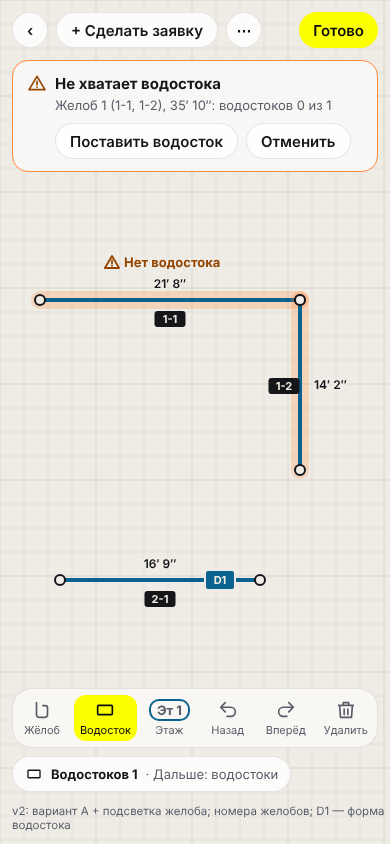 ‹
+ Сделать заявку
···
Готово
Не хватает водостока
Желоб 1 (1-1, 1-2), 35′ 10″: водостоков 0 из 1
Поставить водосток
Отменить
Нет водостока
21′ 8″
1-1
1-2
14′ 2″
16′ 9″
D1
2-1
Жёлоб
Водосток
Эт 1
Этаж
Назад
Вперёд
Удалить
Водостоков 1 · Дальше: водостоки
v2: вариант A + подсветка желоба; номера желобов; D1 — форма
водостока